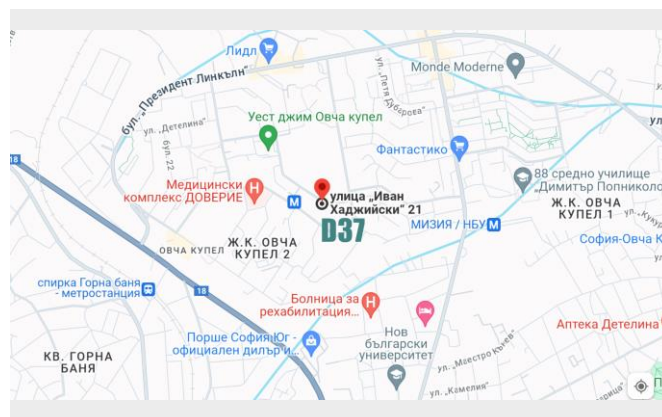 Лидл
Monde Moderne
бул. „Президент Линкълн“
ул. „Петя Дубарова“
Уест джим Овча купел
ул. „Детелина“
бул. 22
Фантастико
18
88 средно училище
„Димитър Попниколо
Медицински
комплекс ДОВЕРИЕ
M
улица „Иван
Хаджийски“ 21
D37
Ж.К. ОВЧА
КУПЕЛ 1
МИЗИЯ / НБУ M
ОВЧА КУПЕЛ
Ж.К. ОВЧА
КУПЕЛ 2
София-Овча К
спирка Горна баня
- метростанция
18
Болница за
рехабилитация...
Аптека Детелина
Порше София Юг -
официален дилър и...
Нов
български
университет
КВ. ГОРНА
БАНЯ
ул. „Маестро Кънев“
ул. „Камелия“